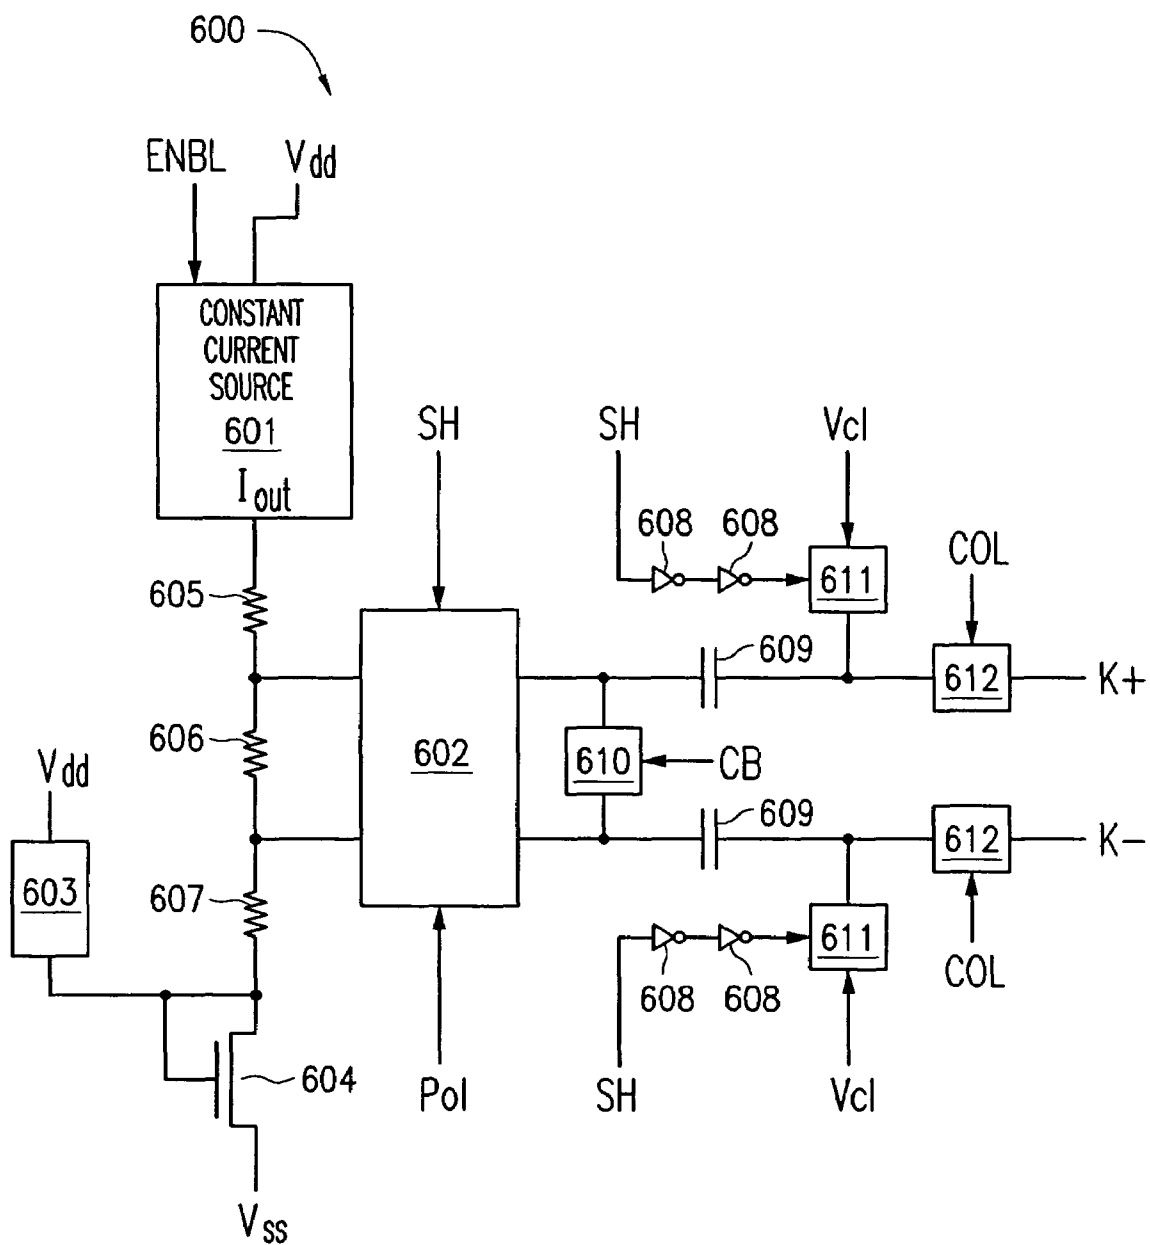 600
ENBL
Vdd
CONSTANT
CURRENT
SOURCE
601
Iout
SH
SH
Vcl
608
608
611
COL
605
609
612
K+
606
602
610
CB
Vdd
609
612
K-
603
607
611
608
608
COL
604
Pol
SH
Vcl
Vss